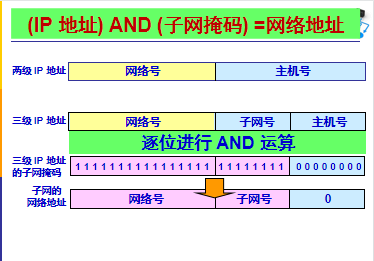 (IP 地址) AND (子网掩码) =网络地址
两级 IP 地址 网络号 主机号
三级 IP 地址 网络号 子网号 主机号
逐位进行 AND 运算
三级 IP 地址
的子网掩码 1 1 1 1 1 1 1 1 1 1 1 1 1 1 1 1 1 1 1 1 1 1 1 1 0 0 0 0 0 0 0 0
子网的
网络地址 网络号 子网号 0